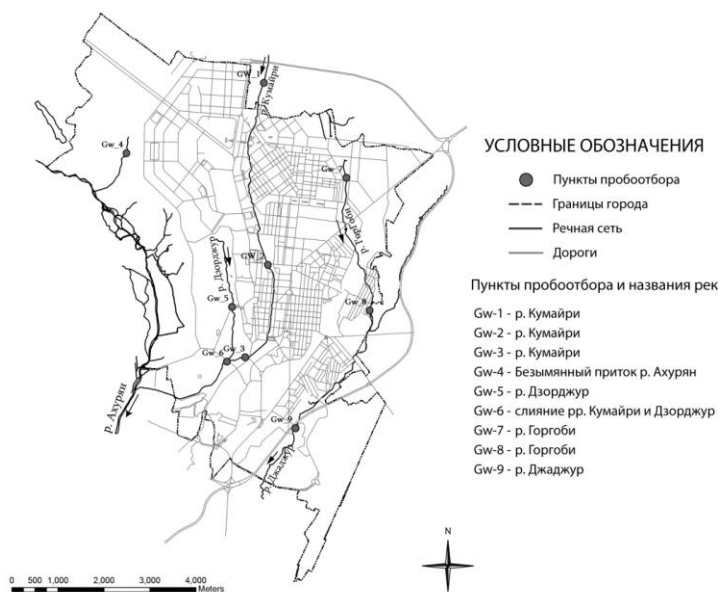 GW_1
р. Кумайри
Gw_4
Gw_7
р. Горгоби
р. Дзорджур
GW_2
Gw_5
Gw_8
Gw_6
Gw_3
р. Ахурян
Gw_9
р. Джаджур
УСЛОВНЫЕ ОБОЗНАЧЕНИЯ
Пункты пробоотбора
Границы города
Речная сеть
Дороги
Пункты пробоотбора и названия рек
Gw-1 - р. Кумайри
Gw-2 - р. Кумайри
Gw-3 - р. Кумайри
Gw-4 - Безымянный приток р. Ахурян
Gw-5 - р. Дзорджур
Gw-6 - слияние рр. Кумайри и Дзорджур
Gw-7 - р. Горгоби
Gw-8 - р. Горгоби
Gw-9 - р. Джаджур
N
0 500 1,000 2,000 3,000 4,000
Meters